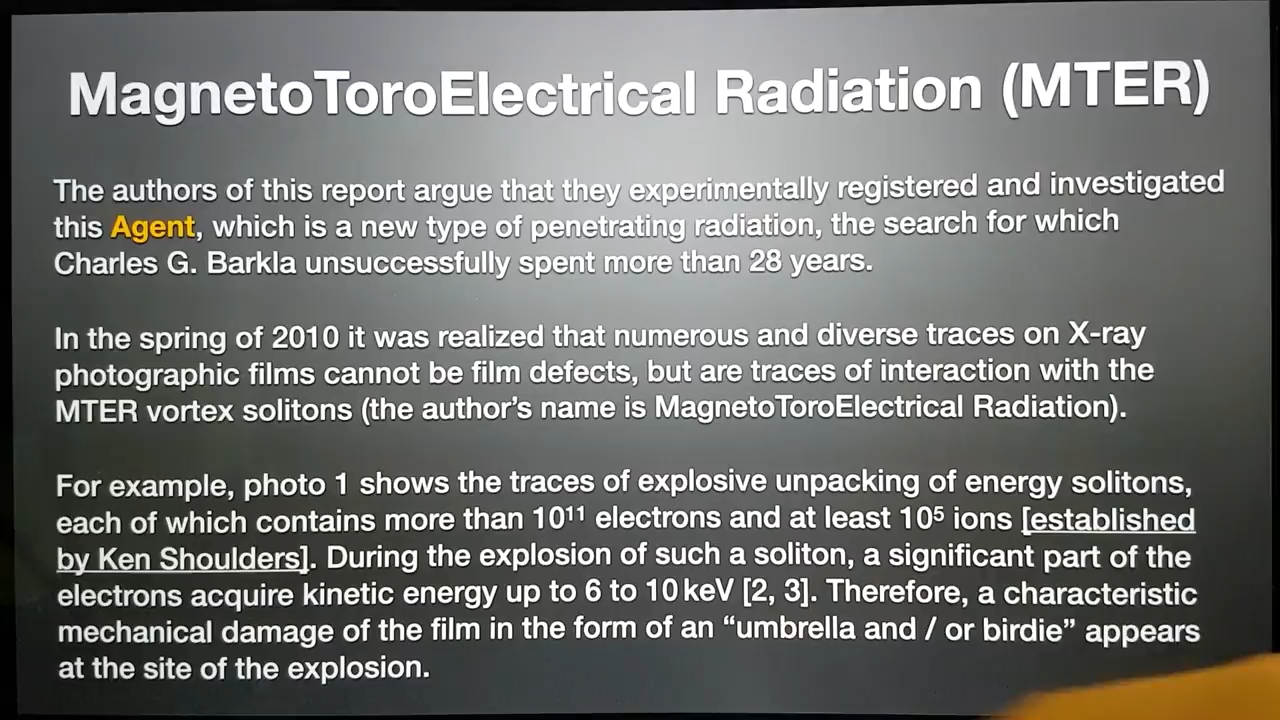 MagnetoToroElectrical Radiation (MTER)
The authors of this report argue that they experimentally registered and investigated
this Agent, which is a new type of penetrating radiation, the search for which
Charles G. Barkla unsuccessfully spent more than 28 years.
In the spring of 2010 it was realized that numerous and diverse traces on X-ray
photographic films cannot be film defects, but are traces of interaction with the
MTER vortex solitons (the author's name is MagnetoToroElectrical Radiation).
For example, photo 1 shows the traces of explosive unpacking of energy solitons,
each of which contains more than 10¹¹ electrons and at least 10⁵ ions [established
by Ken Shoulders]. During the explosion of such a soliton, a significant part of the
electrons acquire kinetic energy up to 6 to 10 keV [2, 3]. Therefore, a characteristic
mechanical damage of the film in the form of an “umbrella and / or birdie” appears
at the site of the explosion.